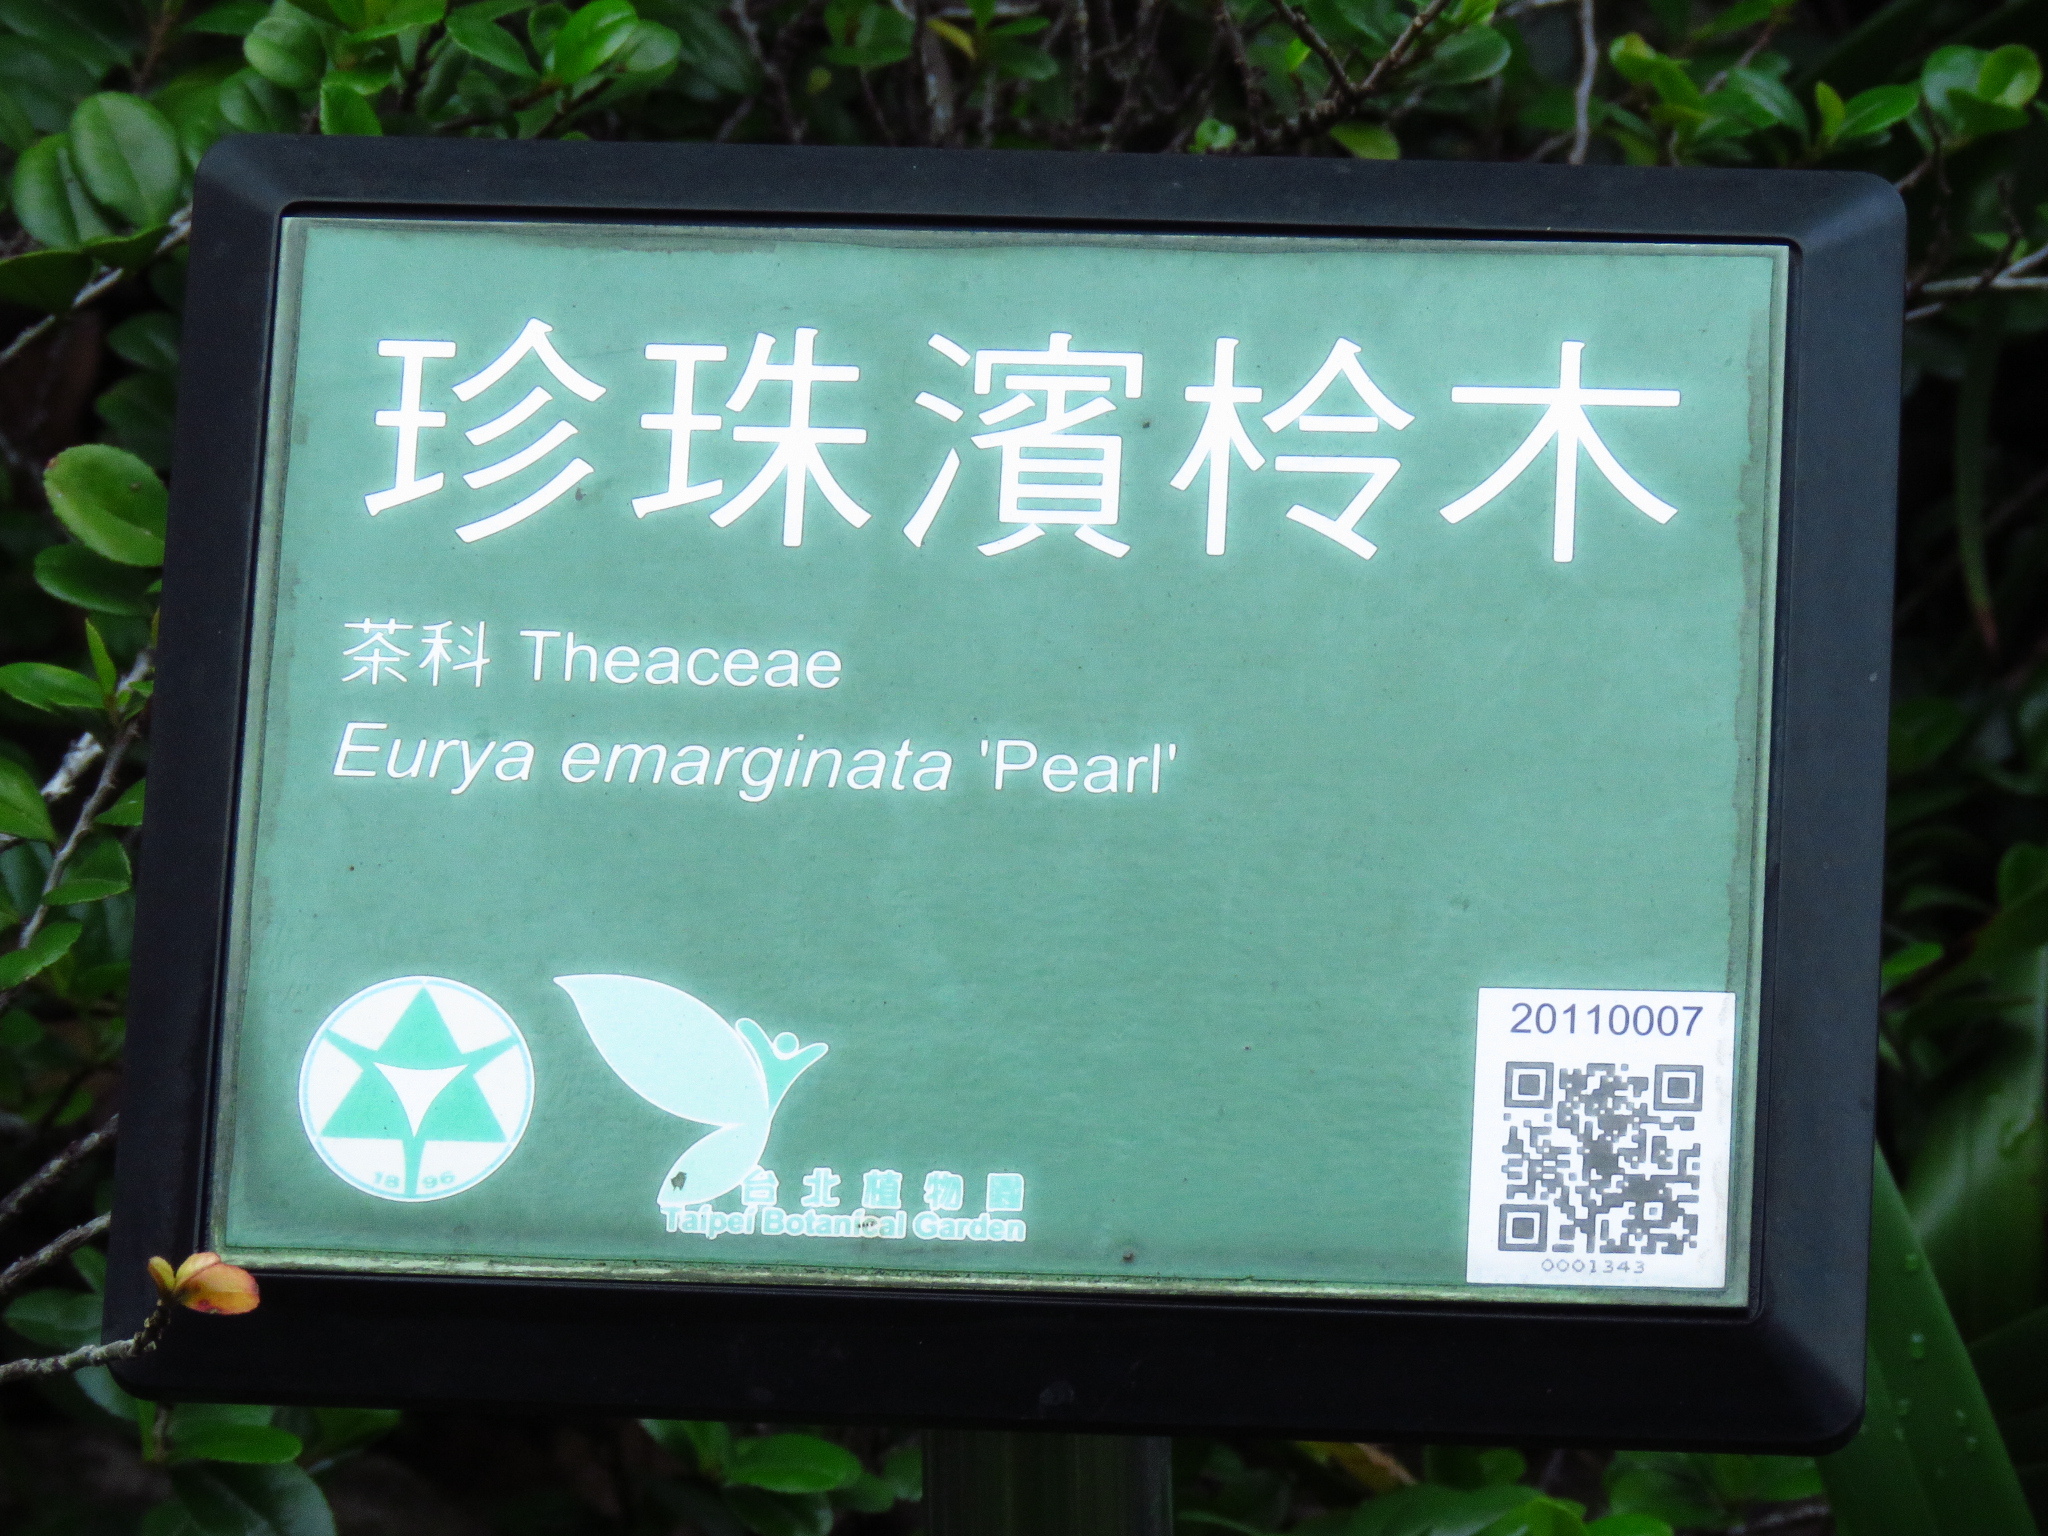 珍珠濱柃木
茶科 Theaceae
Eurya emarginata 'Pearl'
1896
台北植物園
Taipei Botanical Garden
20110007
0001343